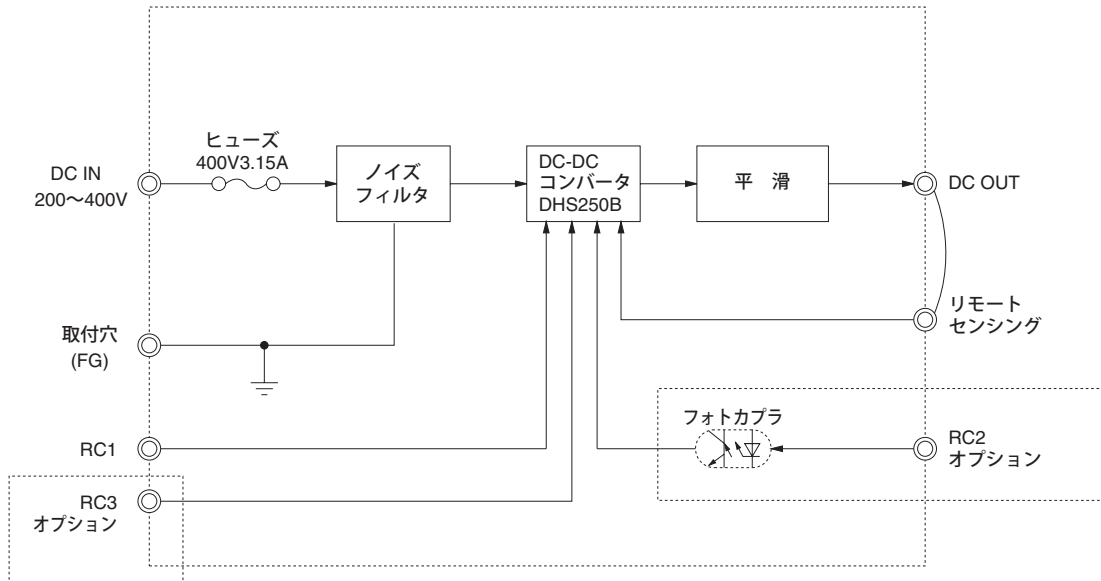 ヒューズ
400V3.15A
DC IN
200～400V
ノイズ
フィルタ
DC-DC
コンバータ
DHS250B
平 滑
DC OUT
取付穴
(FG)
リモート
センシング
フォトカプラ
RC1
RC2
オプション
RC3
オプション